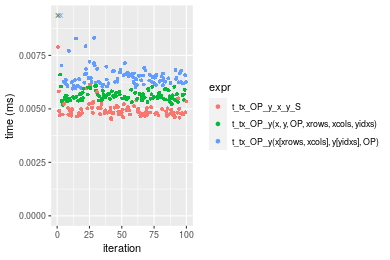 time (ms)
0.0075
0.0050
0.0025
0.0000
0
25
50
75
100
iteration
expr
t_tx_OP_y_x_y_S
t_tx_OP_y(x, y, OP, xrows, xcols, yidxs)
t_tx_OP_y(x[xrows, xcols], y[yidxs], OP)